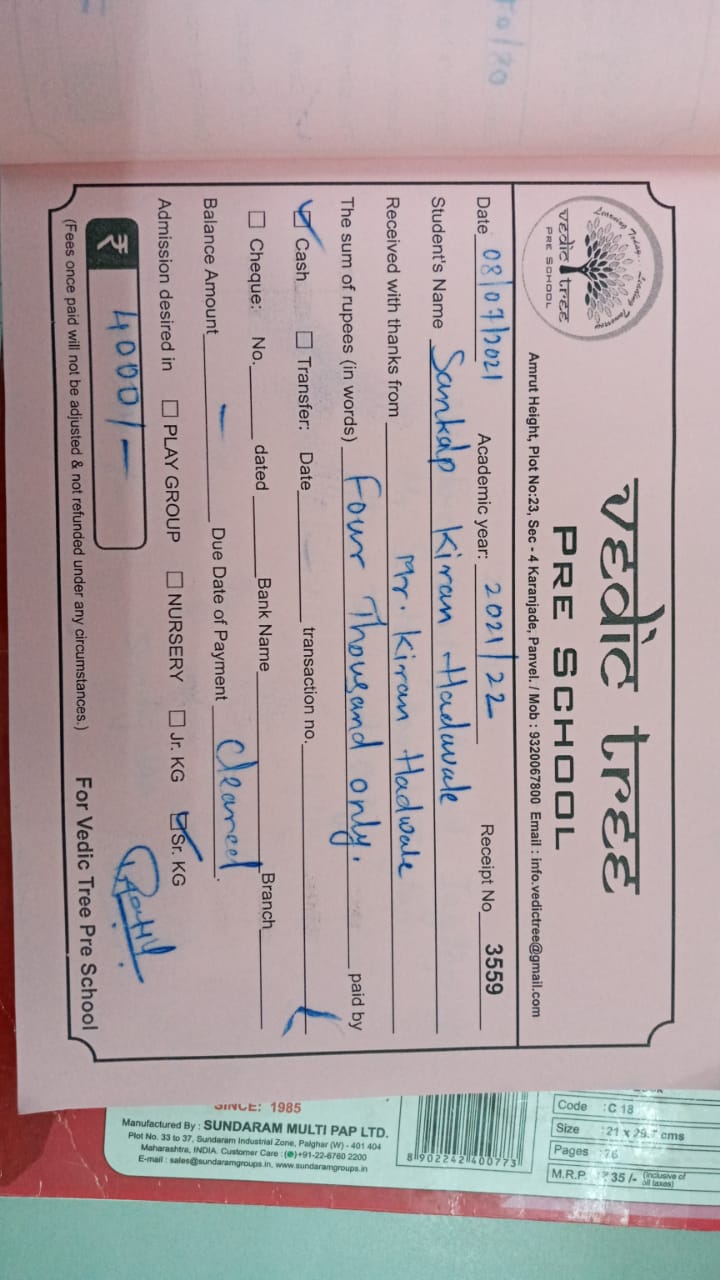 Learning Today... Leading Tomorrow
vedic tree
PRE SCHOOL
vedic tree
PRE SCHOOL
Amrut Height, Plot No:23, Sec - 4 Karanjade, Panvel. / Mob : 9320067800 Email : info.vedictree@gmail.com
Date 08/07/2021 Academic year: 2021/22 Receipt No 3559
Student's Name Sankalp Kiran Hadawale
Received with thanks from Mr. Kiran Hadwale
The sum of rupees (in words) Four Thousand only. paid by
☑ Cash ☐ Transfer: Date transaction no.
☐ Cheque: No. dated Bank Name Branch
Balance Amount — Due Date of Payment Cleared.
Admission desired in ☐ PLAY GROUP ☐ NURSERY ☐ Jr. KG ☑ Sr. KG
₹ 4000/-
(Fees once paid will not be adjusted & not refunded under any circumstances.) For Vedic Tree Pre School
SINCE: 1985
Manufactured By : SUNDARAM MULTI PAP LTD.
Plot No. 33 to 37, Sundaram Industrial Zone, Palghar (W) - 401 404
Maharashtra, INDIA. Customer Care : +91-22-6760 2200
E-mail : sales@sundaramgroups.in, www.sundaramgroups.in
8 902242 400773
Code : C 18
Size : 21 x 29.7 cms
Pages : 76
M.R.P. ₹ 35 /- (Inclusive of all taxes)